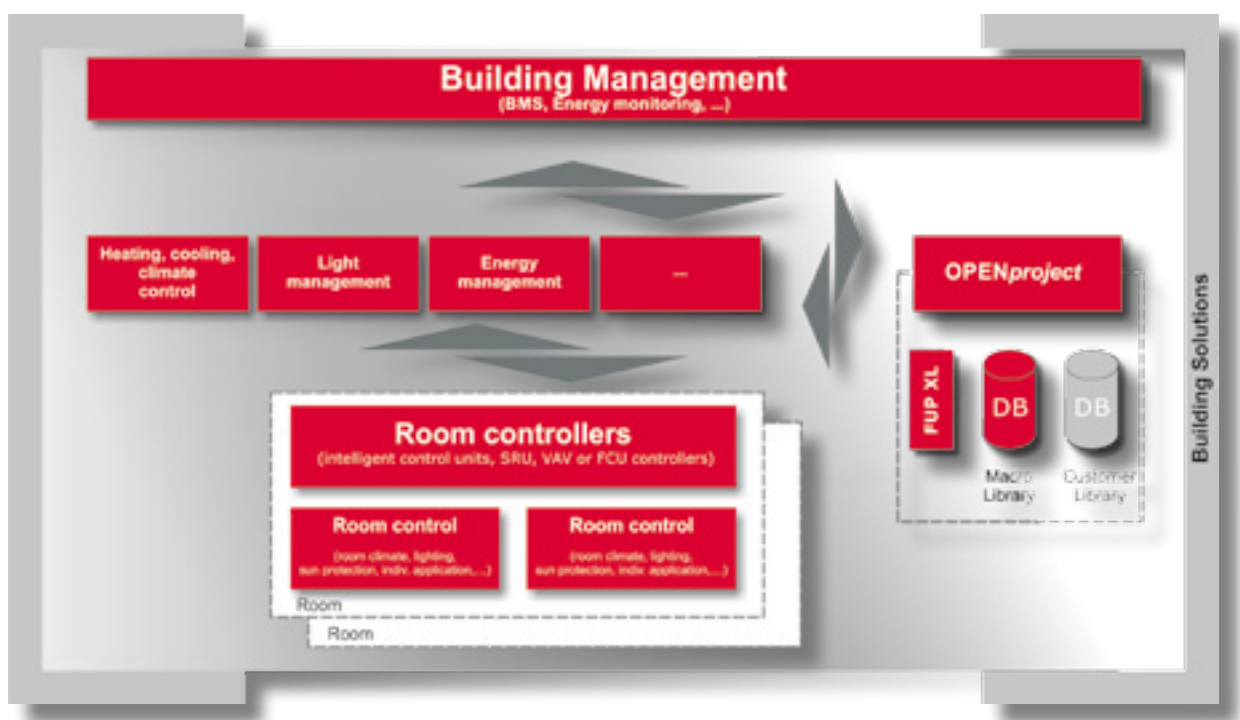 Building Management
(BMS, Energy monitoring, ...)
Heating, cooling,
climate
control
Light
management
Energy
management
...
OPENproject
FUP XL
DB
DB
Macro
Library
Customer
Library
Building Solutions
Room controllers
(intelligent control units, SRU, VAV or FCU controllers)
Room control
(room climate, lighting,
sun protection, indiv. application,...)
Room control
(room climate, lighting,
sun protection, indiv. application,...)
Room
Room